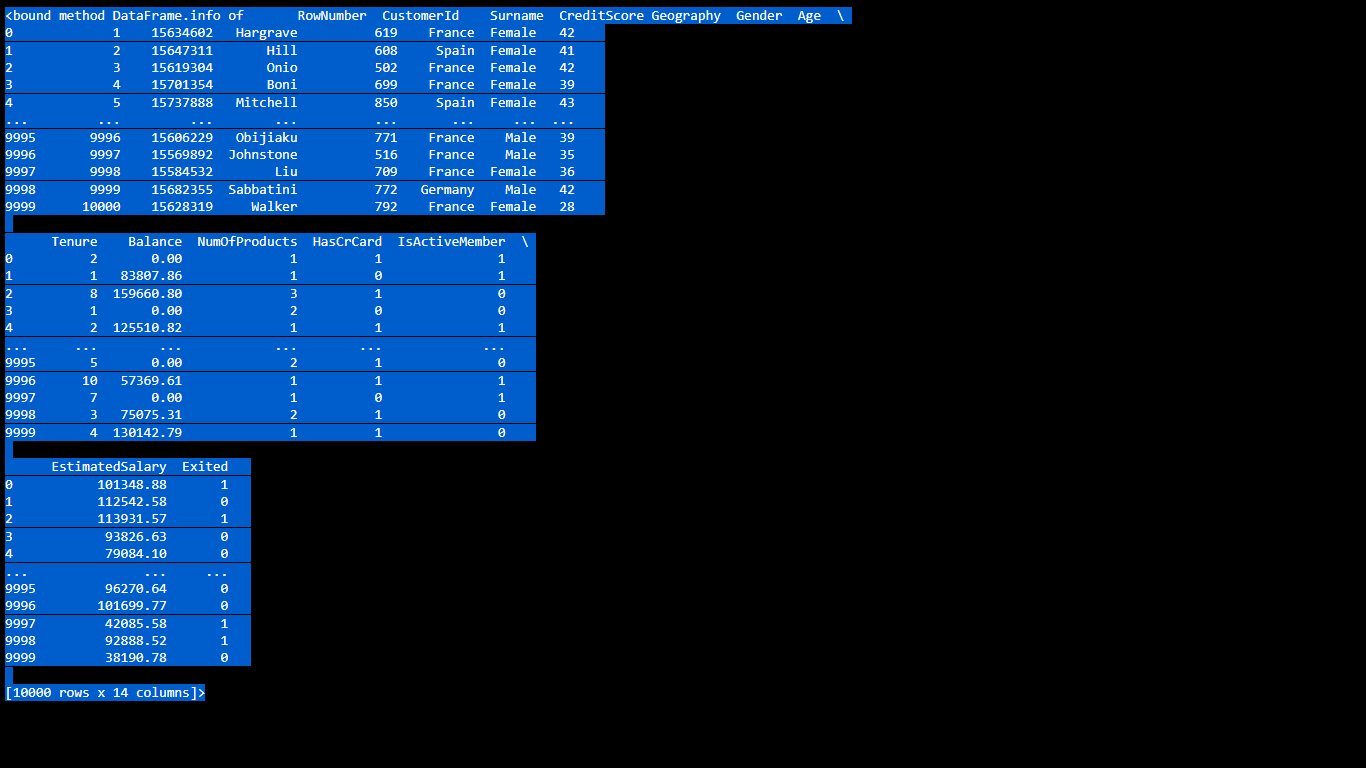 <bound method DataFrame.info of       RowNumber  CustomerId    Surname  CreditScore Geography  Gender  Age  \
0             1    15634602   Hargrave          619    France  Female   42
1             2    15647311       Hill          608     Spain  Female   41
2             3    15619304       Onio          502    France  Female   42
3             4    15701354       Boni          699    France  Female   39
4             5    15737888   Mitchell          850     Spain  Female   43
...         ...         ...        ...          ...       ...     ...  ...
9995       9996    15606229   Obijiaku          771    France    Male   39
9996       9997    15569892  Johnstone          516    France    Male   35
9997       9998    15584532        Liu          709    France  Female   36
9998       9999    15682355  Sabbatini          772   Germany    Male   42
9999      10000    15628319     Walker          792    France  Female   28
      Tenure    Balance  NumOfProducts  HasCrCard  IsActiveMember  \
0          2       0.00              1          1               1
1          1   83807.86              1          0               1
2          8  159660.80              3          1               0
3          1       0.00              2          0               0
4          2  125510.82              1          1               1
...      ...        ...            ...        ...             ...
9995       5       0.00              2          1               0
9996      10   57369.61              1          1               1
9997       7       0.00              1          0               1
9998       3   75075.31              2          1               0
9999       4  130142.79              1          1               0
      EstimatedSalary  Exited
0           101348.88       1
1           112542.58       0
2           113931.57       1
3            93826.63       0
4            79084.10       0
...               ...     ...
9995         96270.64       0
9996        101699.77       0
9997         42085.58       1
9998         92888.52       1
9999         38190.78       0
[10000 rows x 14 columns]>